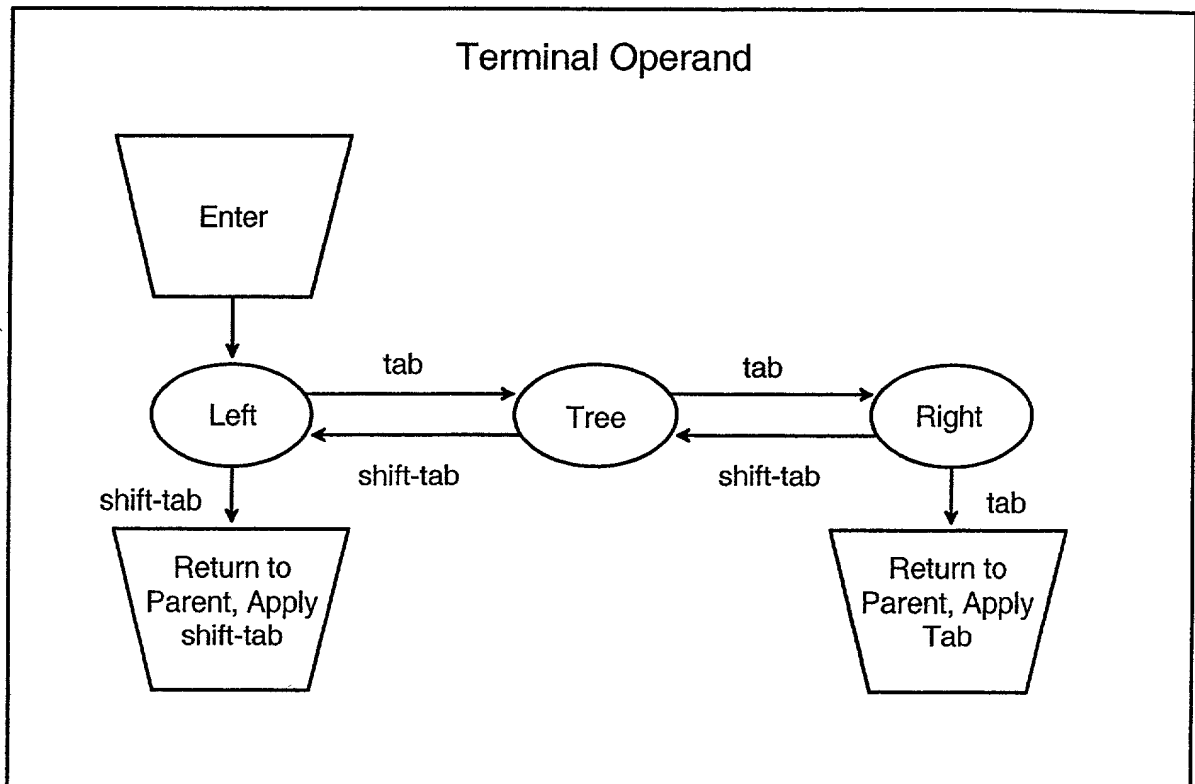 Terminal Operand
Enter
tab
tab
Left
Tree
Right
shift-tab
shift-tab
shift-tab
tab
Return to
Parent, Apply
shift-tab
Return to
Parent, Apply
Tab